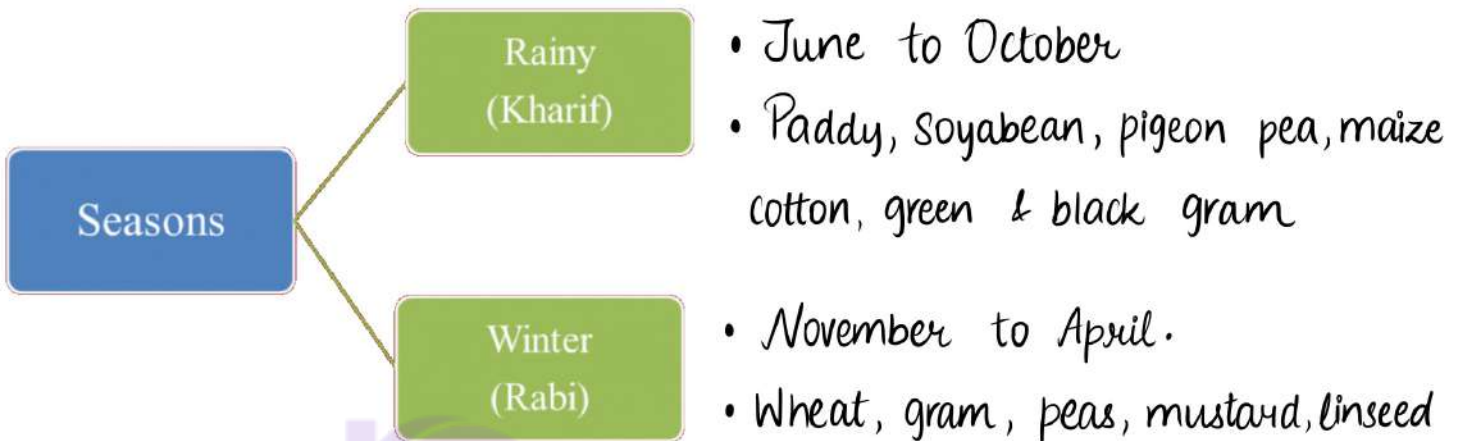 Seasons
Rainy
(Kharif)
• June to October
• Paddy, soyabean, pigeon pea, maize
cotton, green & black gram
Winter
(Rabi)
• November to April.
• Wheat, gram, peas, mustard, linseed